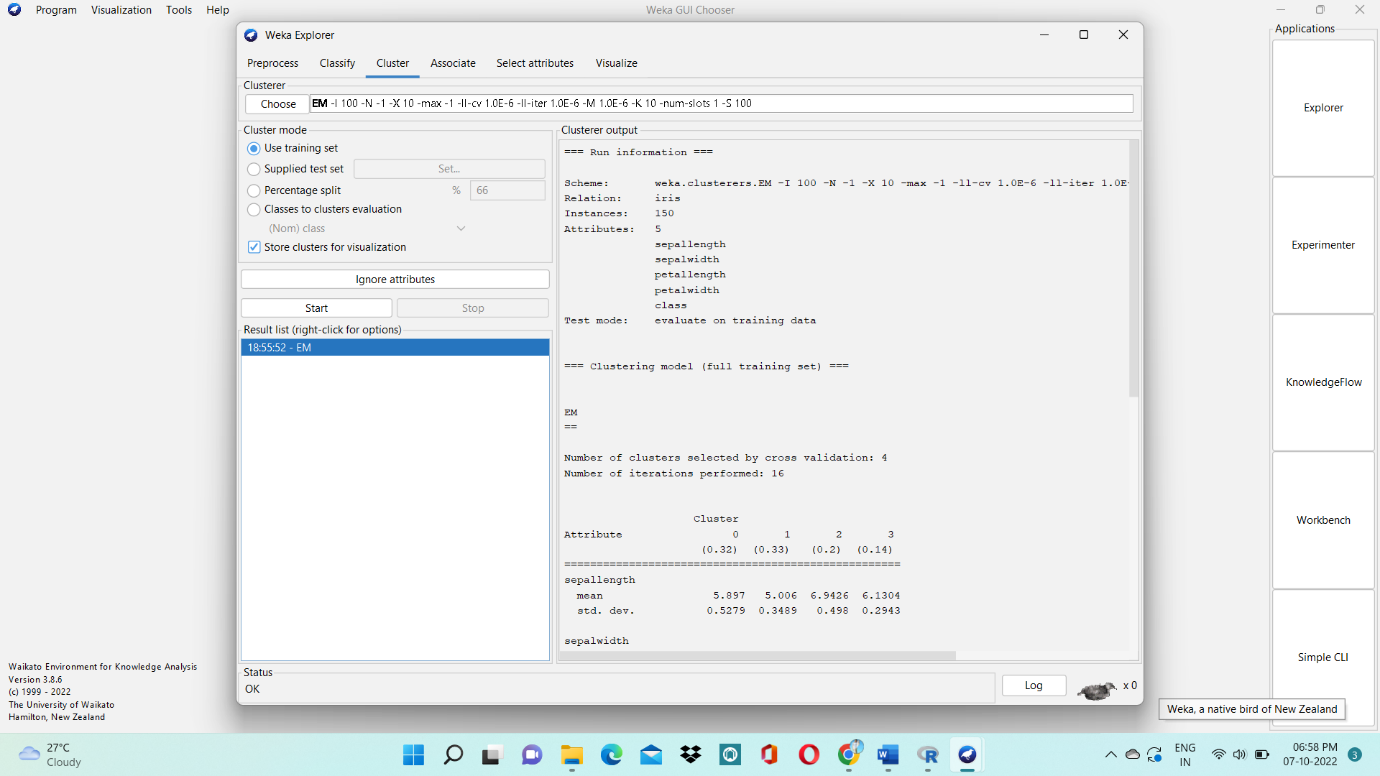 Program Visualization Tools Help
Weka GUI Chooser
Weka Explorer
Preprocess Classify Cluster Associate Select attributes Visualize
Clusterer
Choose EM -I 100 -N -1 -X 10 -max -1 -ll-cv 1.0E-6 -ll-iter 1.0E-6 -M 1.0E-6 -K 10 -num-slots 1 -S 100
Cluster mode
Use training set
Supplied test set Set...
Percentage split % 66
Classes to clusters evaluation
(Nom) class
Store clusters for visualization
Ignore attributes
Start Stop
Result list (right-click for options)
18:55:52 - EM
Clusterer output
=== Run information ===
Scheme: weka.clusterers.EM -I 100 -N -1 -X 10 -max -1 -ll-cv 1.0E-6 -ll-iter 1.0E-
Relation: iris
Instances: 150
Attributes: 5
sepallength
sepalwidth
petallength
petalwidth
class
Test mode: evaluate on training data
=== Clustering model (full training set) ===
EM
==
Number of clusters selected by cross validation: 4
Number of iterations performed: 16
Cluster
Attribute 0 1 2 3
(0.32) (0.33) (0.2) (0.14)
====================================================
sepallength
mean 5.897 5.006 6.9426 6.1304
std. dev. 0.5279 0.3489 0.498 0.2943
sepalwidth
Status
OK
Log
x 0
Applications
Explorer
Experimenter
KnowledgeFlow
Workbench
Simple CLI
Weka, a native bird of New Zealand
Waikato Environment for Knowledge Analysis
Version 3.8.6
(c) 1999 - 2022
The University of Waikato
Hamilton, New Zealand
27°C
Cloudy
ENG
IN
06:58 PM
07-10-2022
3